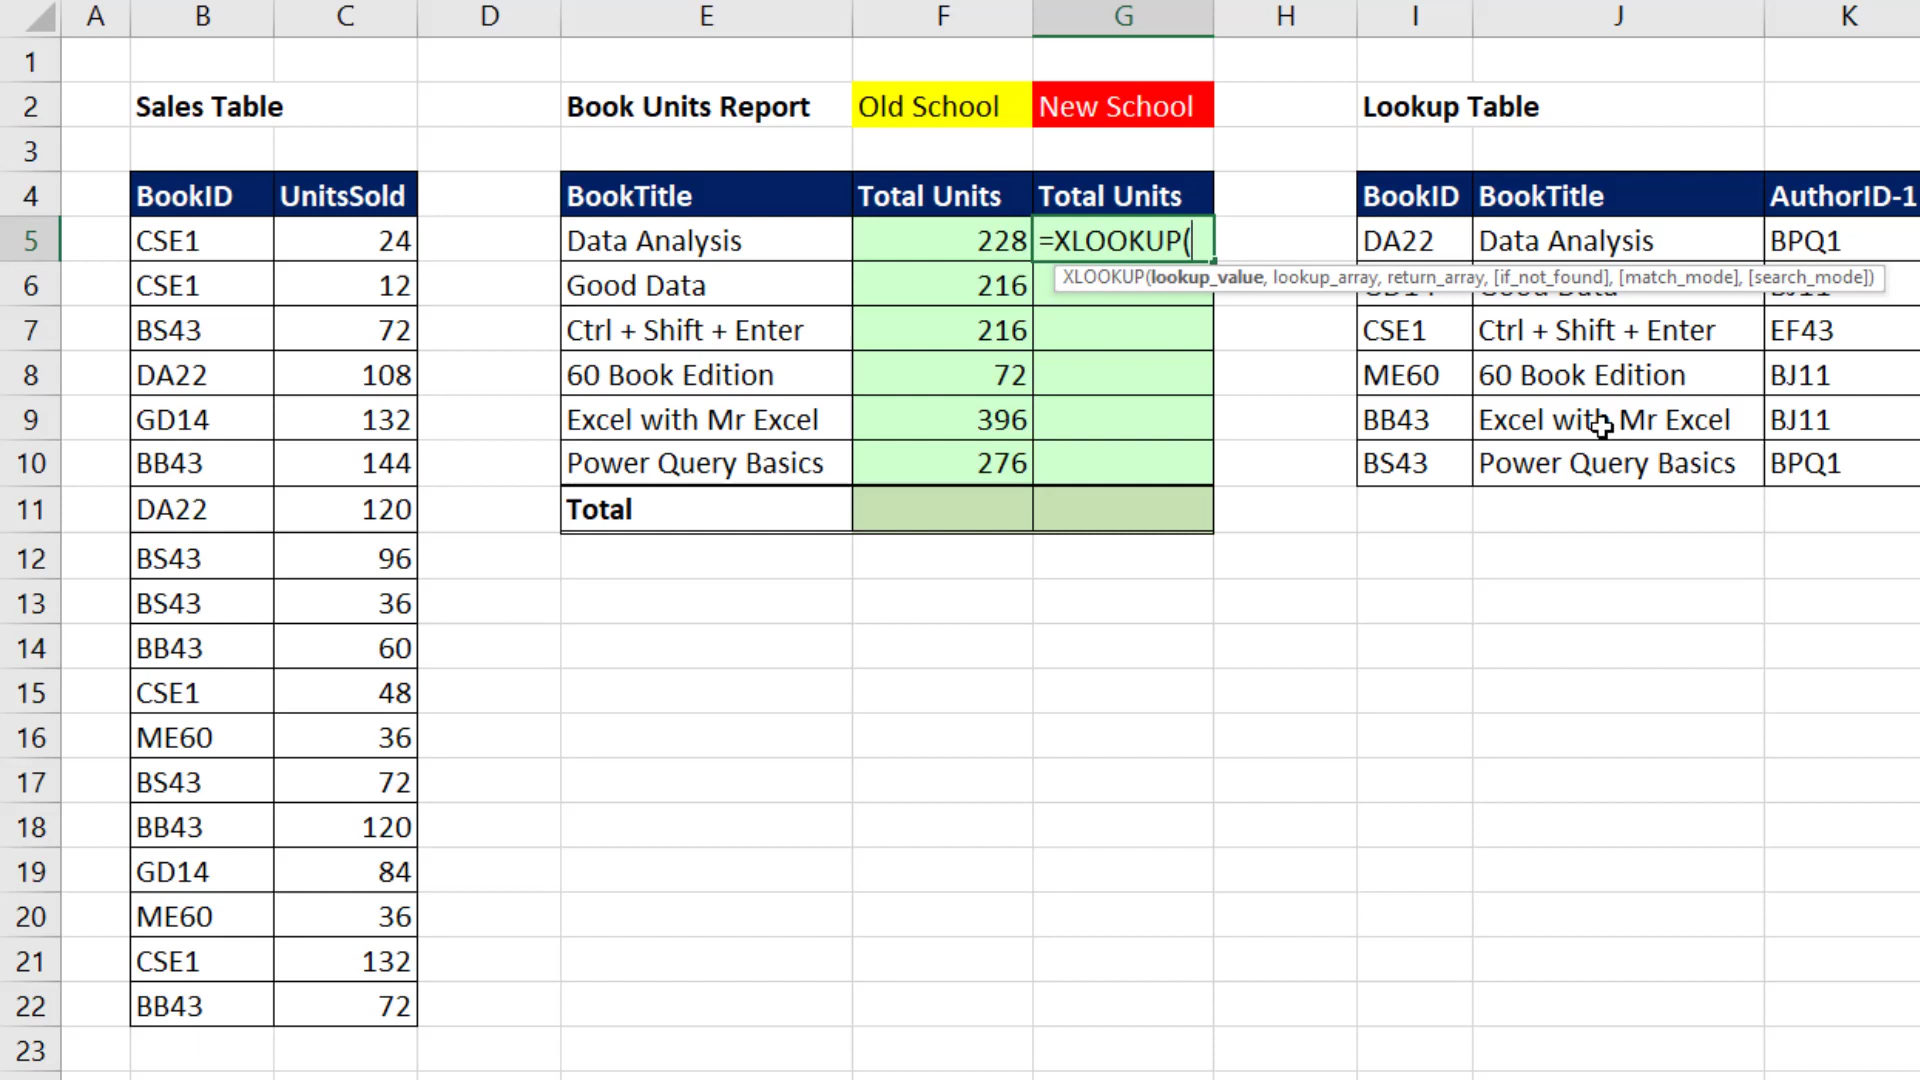 A B C D E F G H I J K
1
2 Sales Table Book Units Report Old School New School Lookup Table
3
4 BookID UnitsSold BookTitle Total Units Total Units BookID BookTitle AuthorID-1
5 CSE1 24 Data Analysis 228 =XLOOKUP( DA22 Data Analysis BPQ1
XLOOKUP(lookup_value, lookup_array, return_array, [if_not_found], [match_mode], [search_mode])
6 CSE1 12 Good Data 216 GD14 Good Data BJ11
7 BS43 72 Ctrl + Shift + Enter 216 CSE1 Ctrl + Shift + Enter EF43
8 DA22 108 60 Book Edition 72 ME60 60 Book Edition BJ11
9 GD14 132 Excel with Mr Excel 396 BB43 Excel with Mr Excel BJ11
10 BB43 144 Power Query Basics 276 BS43 Power Query Basics BPQ1
11 DA22 120 Total
12 BS43 96
13 BS43 36
14 BB43 60
15 CSE1 48
16 ME60 36
17 BS43 72
18 BB43 120
19 GD14 84
20 ME60 36
21 CSE1 132
22 BB43 72
23